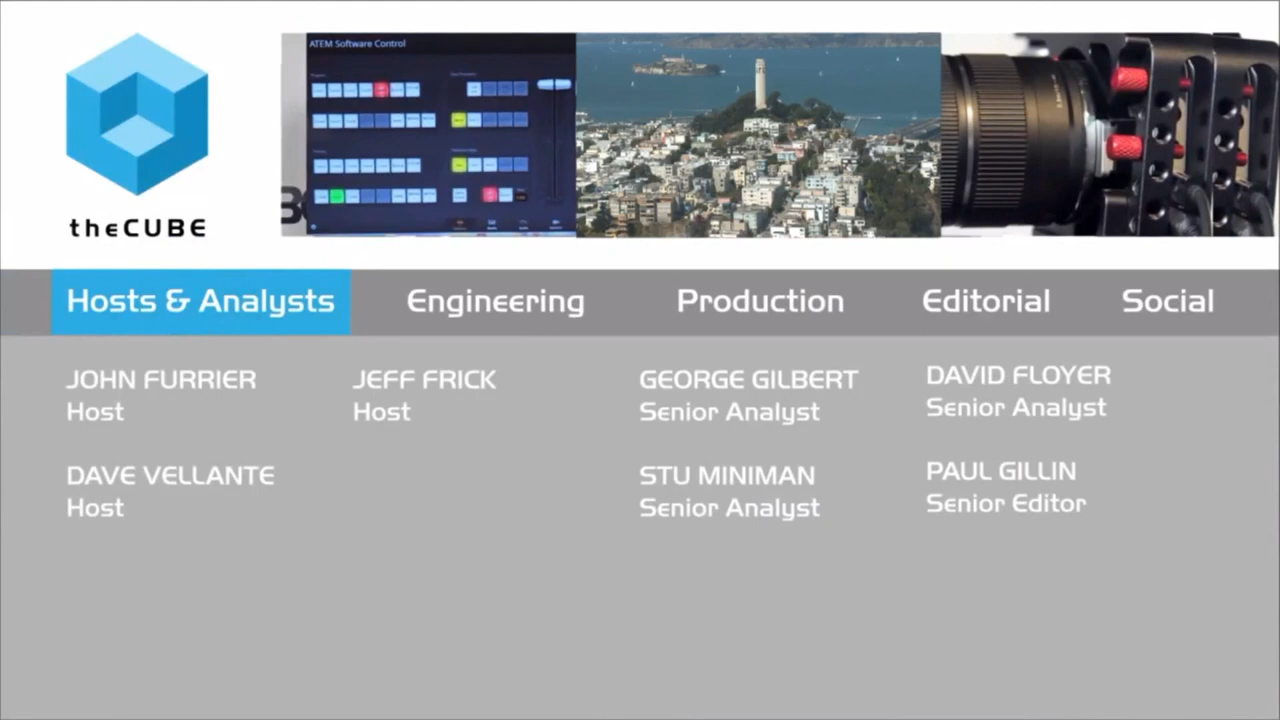 ATEM Software Control
theCUBE
Hosts & Analysts
Engineering
Production
Editorial
Social
JOHN FURRIER
Host
JEFF FRICK
Host
GEORGE GILBERT
Senior Analyst
DAVID FLOYER
Senior Analyst
DAVE VELLANTE
Host
STU MINIMAN
Senior Analyst
PAUL GILLIN
Senior Editor